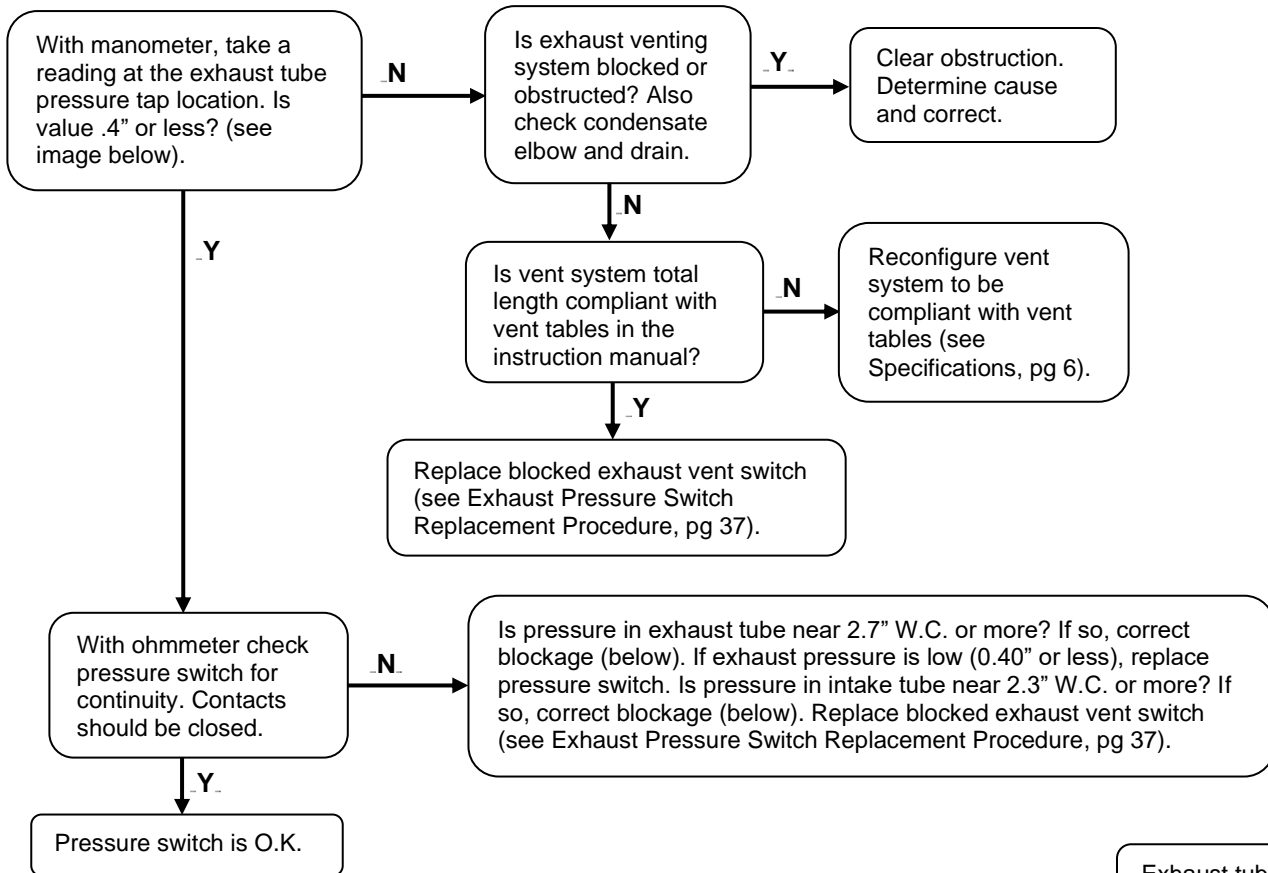 With manometer, take a
reading at the exhaust tube
pressure tap location. Is
value .4” or less? (see
image below).
N
Is exhaust venting
system blocked or
obstructed? Also
check condensate
elbow and drain.
Y
Clear obstruction.
Determine cause
and correct.
N
Y
Is vent system total
length compliant with
vent tables in the
instruction manual?
N
Reconfigure vent
system to be
compliant with vent
tables (see
Specifications, pg 6).
Y
Replace blocked exhaust vent switch
(see Exhaust Pressure Switch
Replacement Procedure, pg 37).
With ohmmeter check
pressure switch for
continuity. Contacts
should be closed.
N
Is pressure in exhaust tube near 2.7” W.C. or more? If so, correct
blockage (below). If exhaust pressure is low (0.40” or less), replace
pressure switch. Is pressure in intake tube near 2.3” W.C. or more? If
so, correct blockage (below). Replace blocked exhaust vent switch
(see Exhaust Pressure Switch Replacement Procedure, pg 37).
Y
Pressure switch is O.K.
Exhaust tub